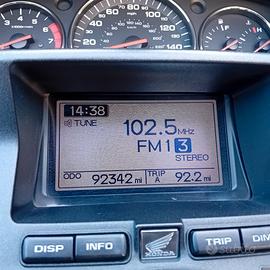 14:38
TUNE
102.5 MHz
FM1 3
STEREO
ODO 92342 mi TRIP A 92.2 mi
DISP INFO HONDA TRIP DIM